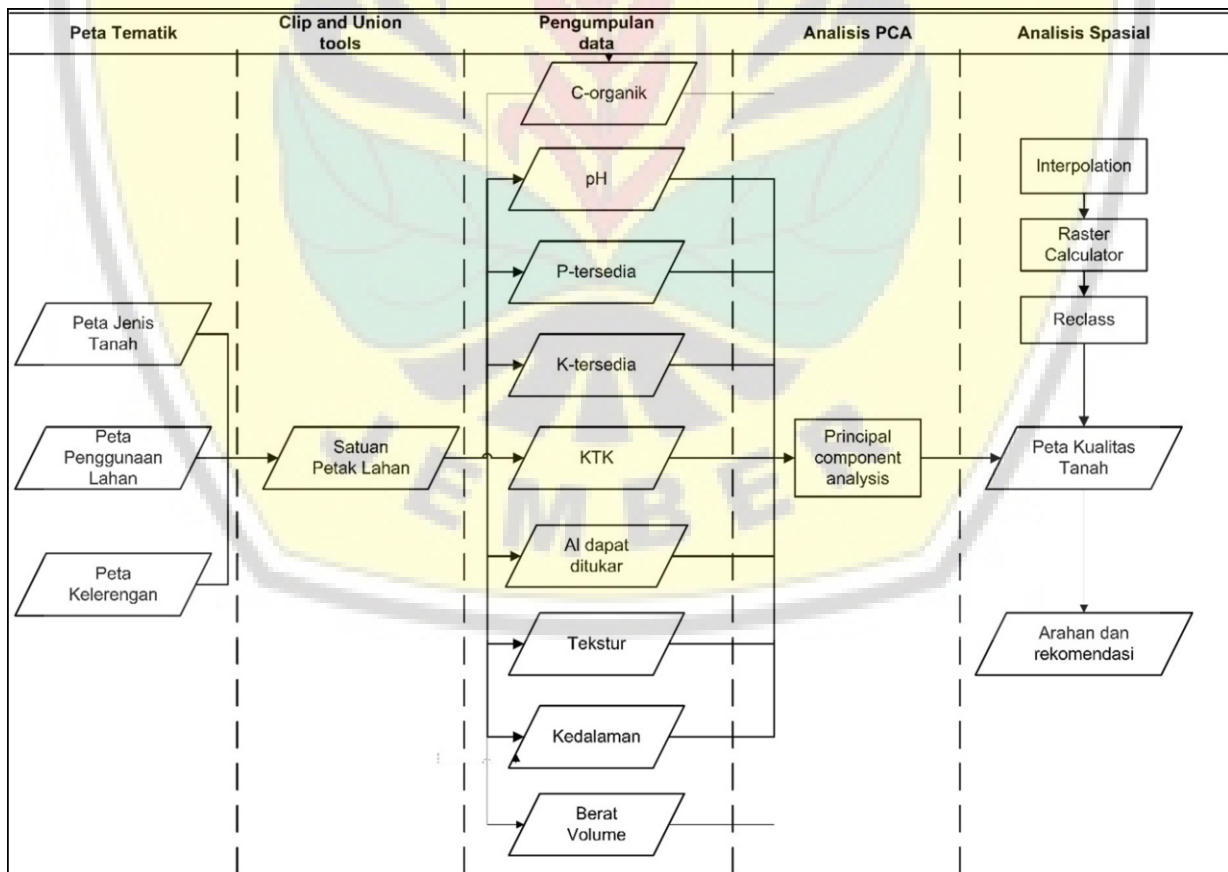 Peta Tematik
Clip and Union
tools
Pengumpulan
data
Analisis PCA
Analisis Spasial
C-organik
pH
P-tersedia
K-tersedia
KTK
Al dapat
ditukar
Tekstur
Kedalaman
Berat
Volume
Peta Jenis
Tanah
Peta
Penggunaan
Lahan
Peta
Kelerengan
Satuan
Petak Lahan
Principal
component
analysis
Interpolation
Raster
Calculator
Reclass
Peta Kualitas
Tanah
Arahan dan
rekomendasi
JEMBER